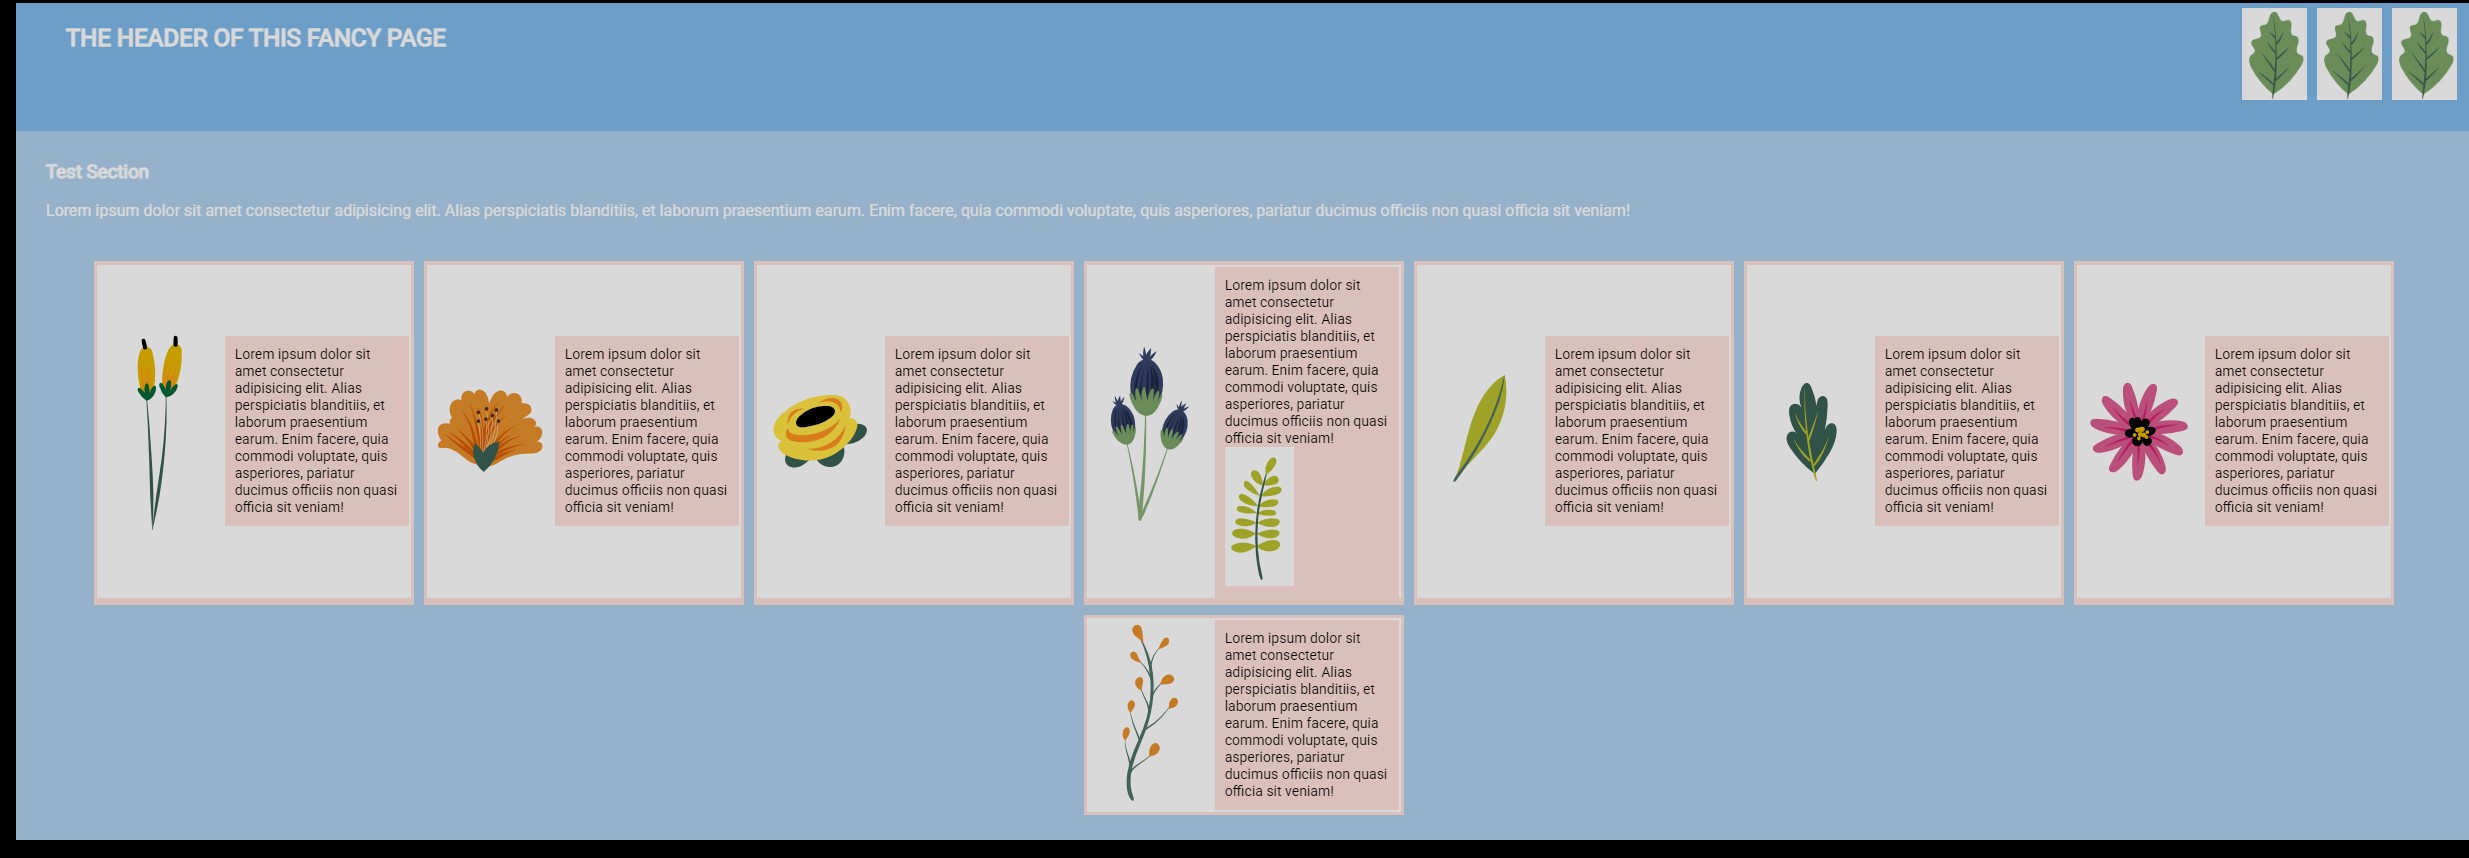 THE HEADER OF THIS FANCY PAGE
Test Section
Lorem ipsum dolor sit amet consectetur adipisicing elit. Alias perspiciatis blanditiis, et laborum praesentium earum. Enim facere, quia commodi voluptate, quis asperiores, pariatur ducimus officiis non quasi officia sit veniam!
Lorem ipsum dolor sit
amet consectetur
adipisicing elit. Alias
perspiciatis blanditiis, et
laborum praesentium
earum. Enim facere, quia
commodi voluptate, quis
asperiores, pariatur
ducimus officiis non quasi
officia sit veniam!
Lorem ipsum dolor sit
amet consectetur
adipisicing elit. Alias
perspiciatis blanditiis, et
laborum praesentium
earum. Enim facere, quia
commodi voluptate, quis
asperiores, pariatur
ducimus officiis non quasi
officia sit veniam!
Lorem ipsum dolor sit
amet consectetur
adipisicing elit. Alias
perspiciatis blanditiis, et
laborum praesentium
earum. Enim facere, quia
commodi voluptate, quis
asperiores, pariatur
ducimus officiis non quasi
officia sit veniam!
Lorem ipsum dolor sit
amet consectetur
adipisicing elit. Alias
perspiciatis blanditiis, et
laborum praesentium
earum. Enim facere, quia
commodi voluptate, quis
asperiores, pariatur
ducimus officiis non quasi
officia sit veniam!
Lorem ipsum dolor sit
amet consectetur
adipisicing elit. Alias
perspiciatis blanditiis, et
laborum praesentium
earum. Enim facere, quia
commodi voluptate, quis
asperiores, pariatur
ducimus officiis non quasi
officia sit veniam!
Lorem ipsum dolor sit
amet consectetur
adipisicing elit. Alias
perspiciatis blanditiis, et
laborum praesentium
earum. Enim facere, quia
commodi voluptate, quis
asperiores, pariatur
ducimus officiis non quasi
officia sit veniam!
Lorem ipsum dolor sit
amet consectetur
adipisicing elit. Alias
perspiciatis blanditiis, et
laborum praesentium
earum. Enim facere, quia
commodi voluptate, quis
asperiores, pariatur
ducimus officiis non quasi
officia sit veniam!
Lorem ipsum dolor sit
amet consectetur
adipisicing elit. Alias
perspiciatis blanditiis, et
laborum praesentium
earum. Enim facere, quia
commodi voluptate, quis
asperiores, pariatur
ducimus officiis non quasi
officia sit veniam!